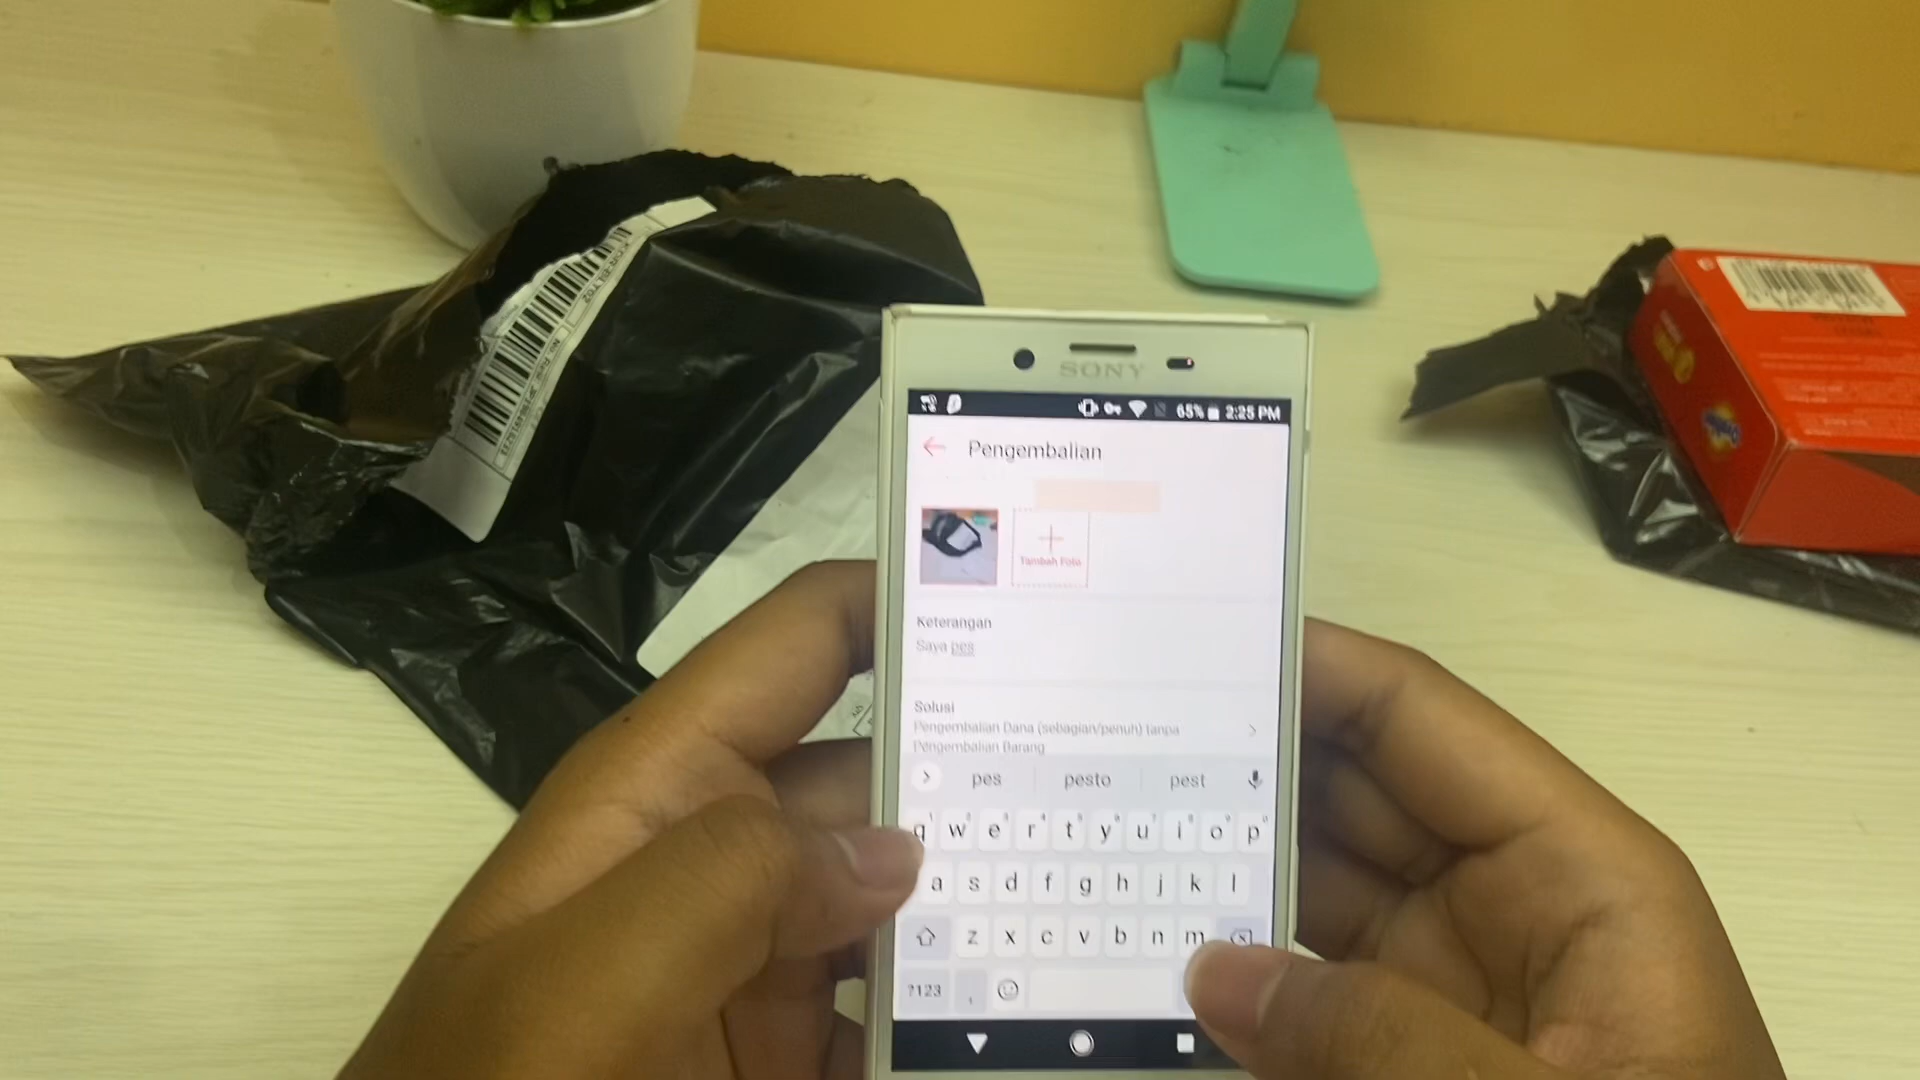 SONY
65% 2:25 PM
Pengembalian
Tambah Foto
Keterangan
Saya pes
Solusi
Pengembalian Dana (sebagian/penuh) tanpa
Pengembalian Barang
pes pesto pest
q w e r t y u i o p
a s d f g h j k l
z x c v b n m
?123 ,